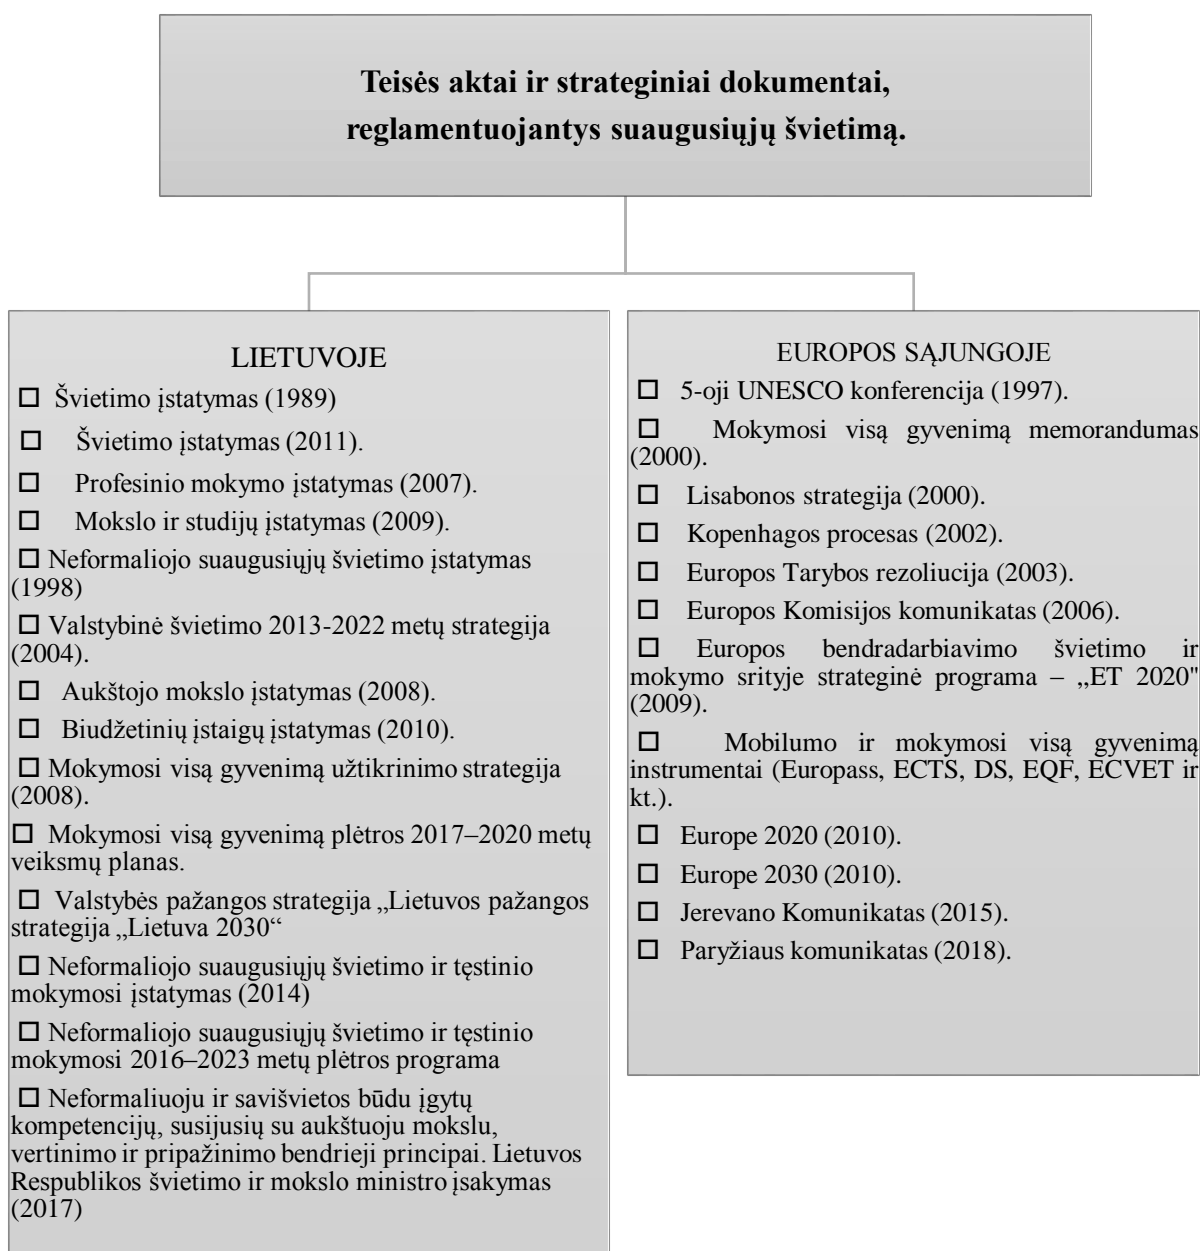 Teisės aktai ir strateginiai dokumentai,
reglamentuojantys suaugusiųjų švietimą.
LIETUVOJE
☐ Švietimo įstatymas (1989)
☐ Švietimo įstatymas (2011).
☐ Profesinio mokymo įstatymas (2007).
☐ Mokslo ir studijų įstatymas (2009).
☐ Neformaliojo suaugusiųjų švietimo įstatymas
(1998)
☐ Valstybinė švietimo 2013-2022 metų strategija
(2004).
☐ Aukštojo mokslo įstatymas (2008).
☐ Biudžetinių įstaigų įstatymas (2010).
☐ Mokymosi visą gyvenimą užtikrinimo strategija
(2008).
☐ Mokymosi visą gyvenimą plėtros 2017–2020 metų
veiksmų planas.
☐ Valstybės pažangos strategija „Lietuvos pažangos
strategija „Lietuva 2030“
☐ Neformaliojo suaugusiųjų švietimo ir tęstinio
mokymosi įstatymas (2014)
☐ Neformaliojo suaugusiųjų švietimo ir tęstinio
mokymosi 2016–2023 metų plėtros programa
☐ Neformaliuoju ir savišvietos būdu įgytų
kompetencijų, susijusių su aukštuoju mokslu,
vertinimo ir pripažinimo bendrieji principai. Lietuvos
Respublikos švietimo ir mokslo ministro įsakymas
(2017)
EUROPOS SĄJUNGOJE
☐ 5-oji UNESCO konferencija (1997).
☐ Mokymosi visą gyvenimą memorandumas
(2000).
☐ Lisabonos strategija (2000).
☐ Kopenhagos procesas (2002).
☐ Europos Tarybos rezoliucija (2003).
☐ Europos Komisijos komunikatas (2006).
☐ Europos bendradarbiavimo švietimo ir
mokymo srityje strateginė programa – „ET 2020"
(2009).
☐ Mobilumo ir mokymosi visą gyvenimą
instrumentai (Europass, ECTS, DS, EQF, ECVET ir
kt.).
☐ Europe 2020 (2010).
☐ Europe 2030 (2010).
☐ Jerevano Komunikatas (2015).
☐ Paryžiaus komunikatas (2018).